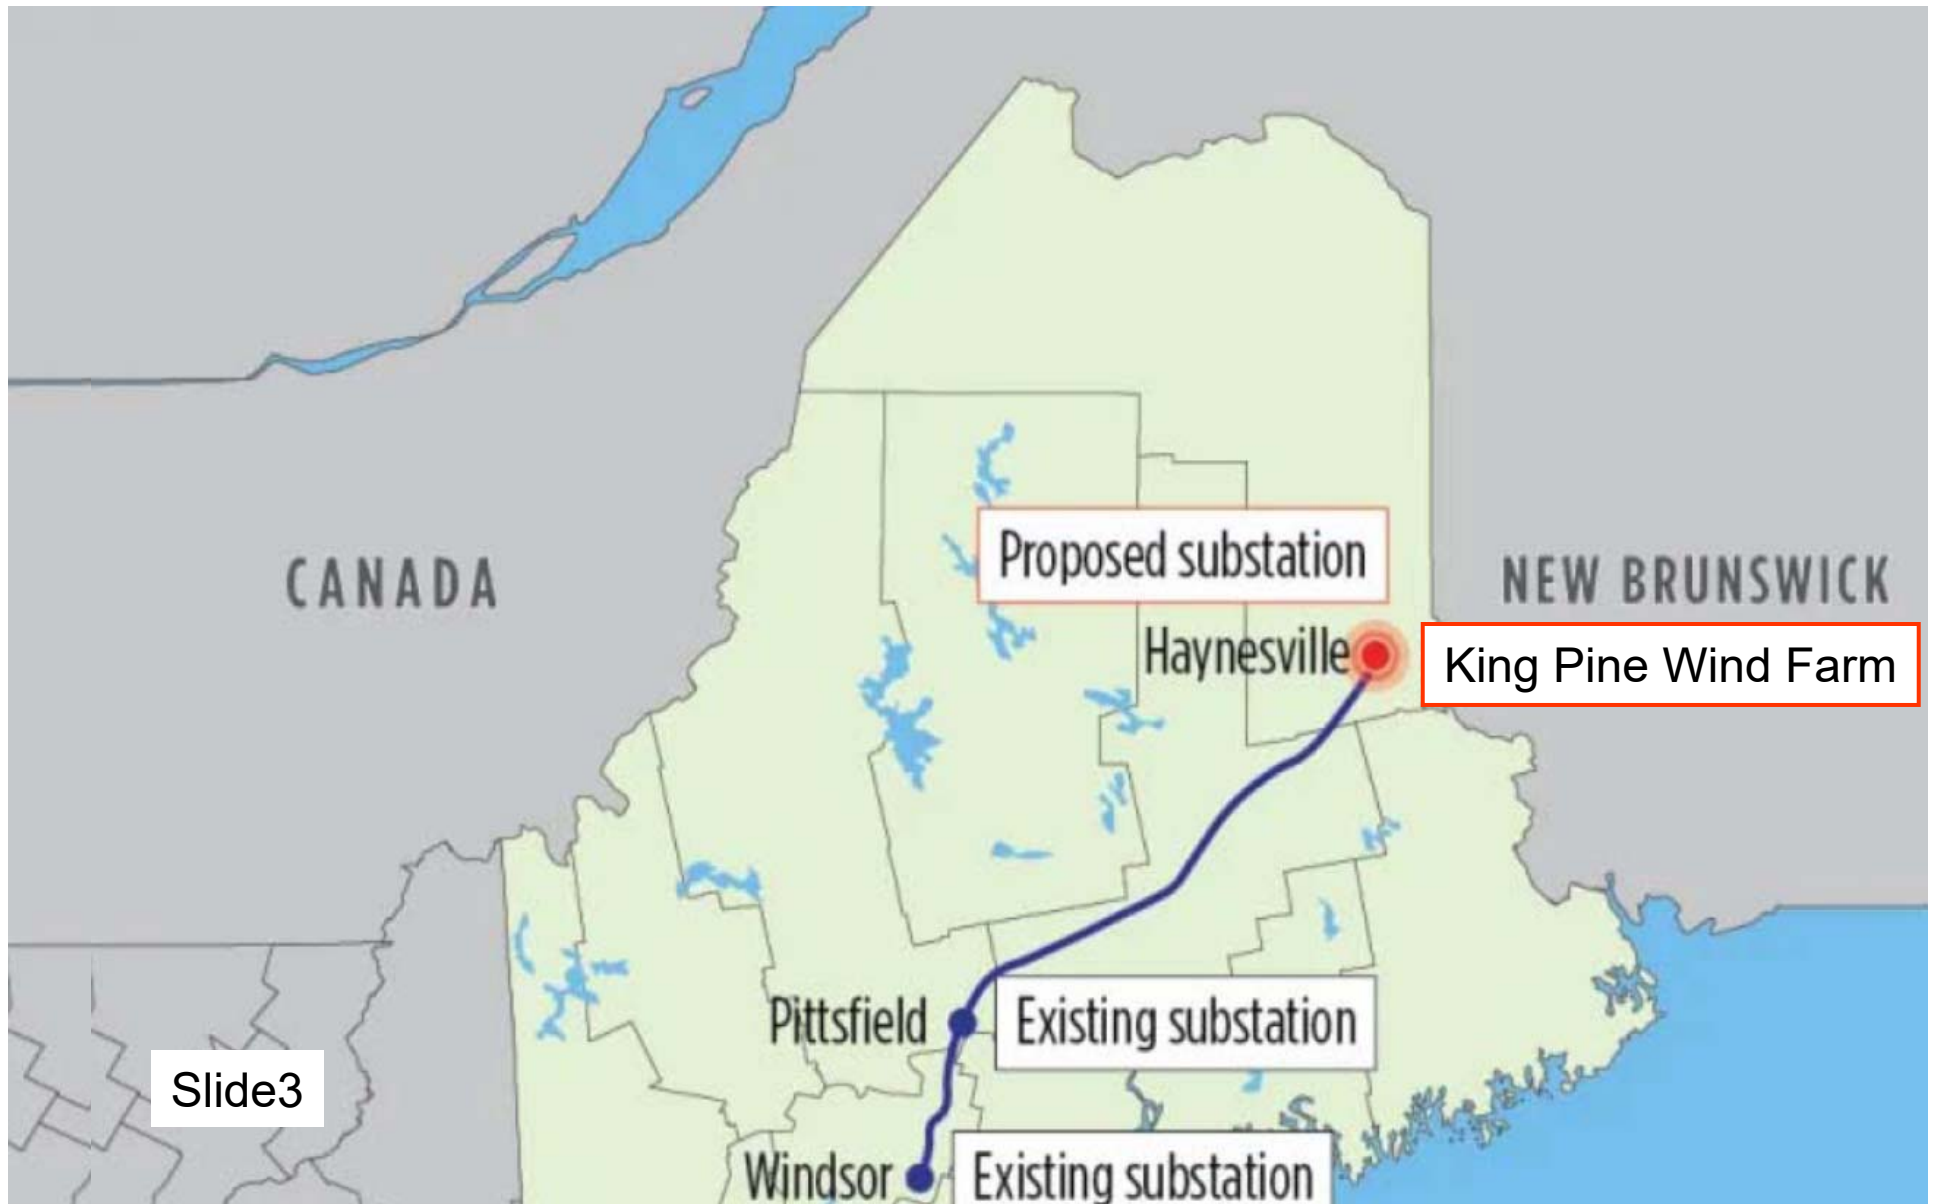 Proposed substation
CANADA
NEW BRUNSWICK
Haynesville
King Pine Wind Farm
Pittsfield
Existing substation
Slide3
Windsor
Existing substation